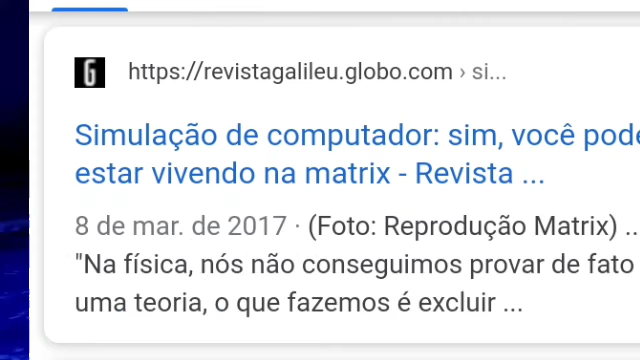 G
https://revistagalileu.globo.com › si...
Simulação de computador: sim, você pode
estar vivendo na matrix - Revista ...
8 de mar. de 2017 · (Foto: Reprodução Matrix) ..
"Na física, nós não conseguimos provar de fato
uma teoria, o que fazemos é excluir ...